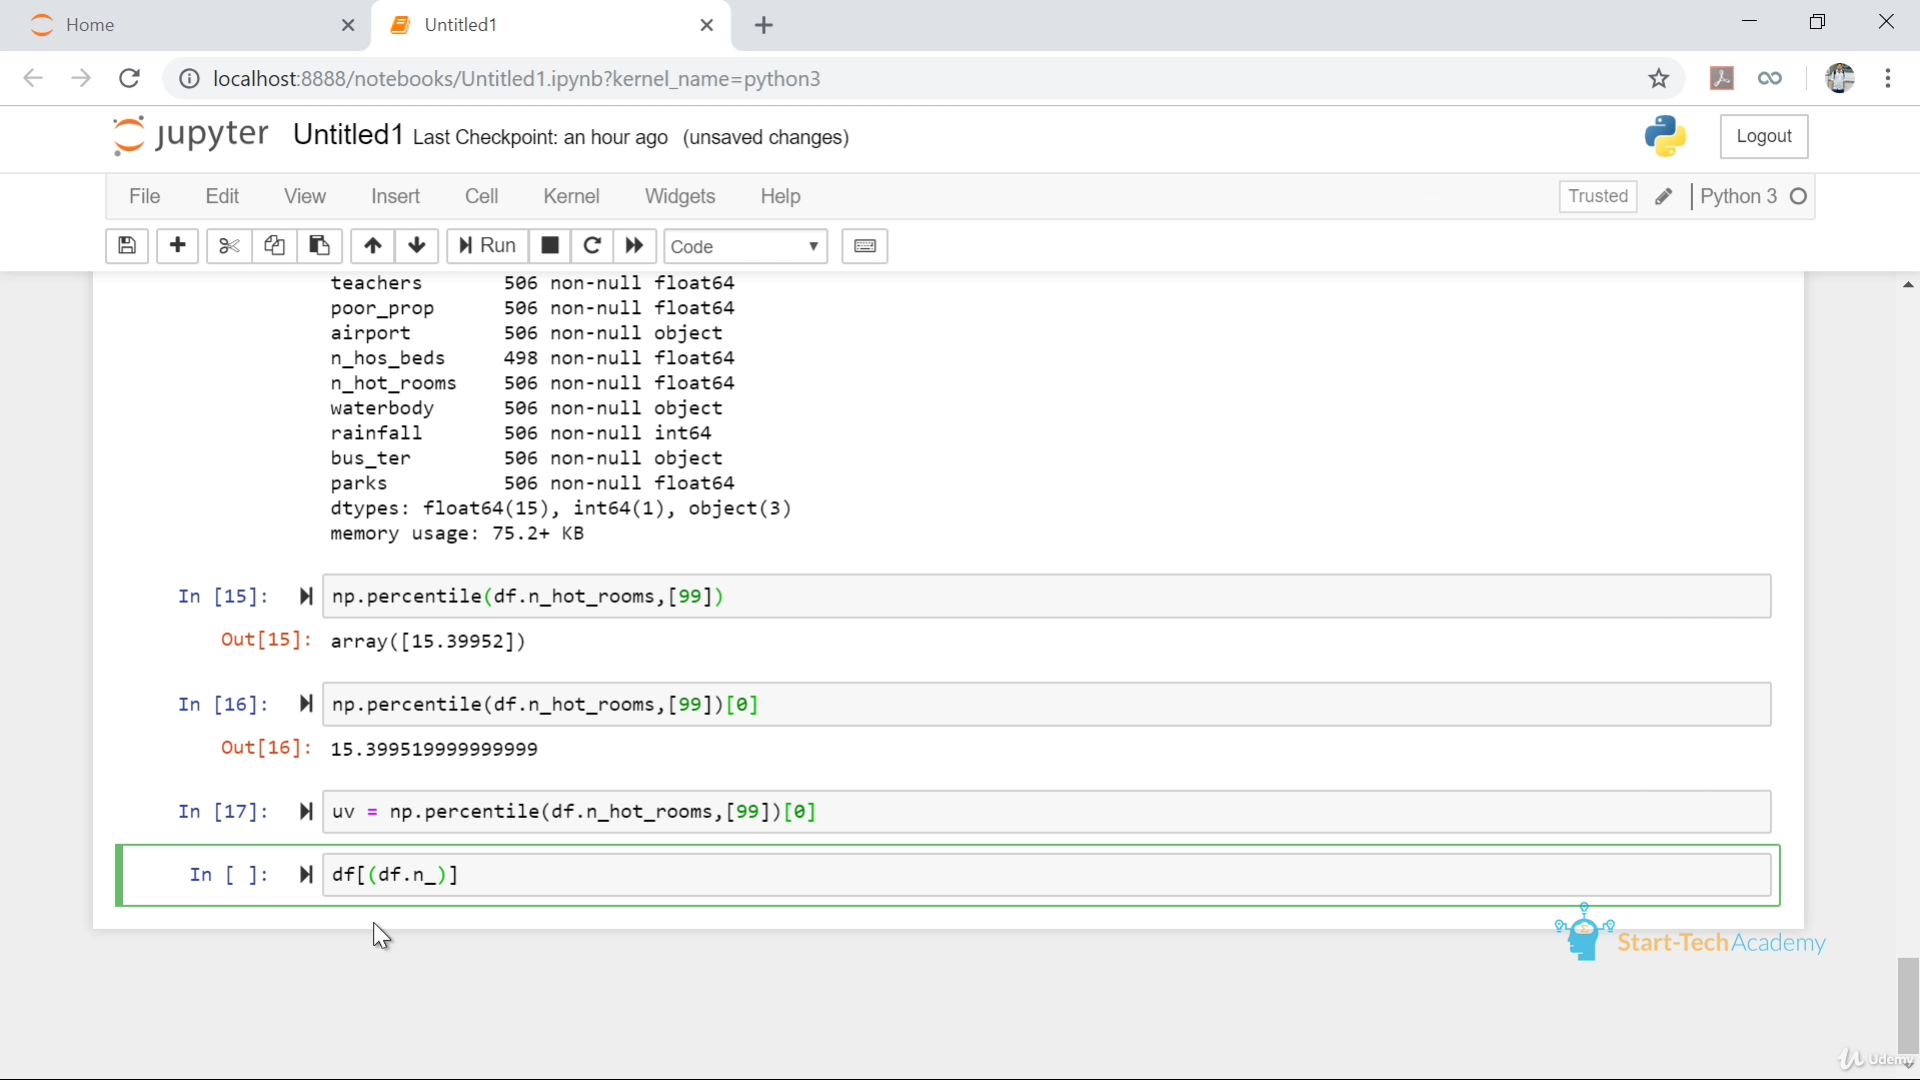 Home
Untitled1
localhost:8888/notebooks/Untitled1.ipynb?kernel_name=python3
jupyter Untitled1 Last Checkpoint: an hour ago (unsaved changes)
Logout
File Edit View Insert Cell Kernel Widgets Help
Trusted Python 3
Run Code
teachers 506 non-null float64
poor_prop 506 non-null float64
airport 506 non-null object
n_hos_beds 498 non-null float64
n_hot_rooms 506 non-null float64
waterbody 506 non-null object
rainfall 506 non-null int64
bus_ter 506 non-null object
parks 506 non-null float64
dtypes: float64(15), int64(1), object(3)
memory usage: 75.2+ KB
In [15]: np.percentile(df.n_hot_rooms,[99])
Out[15]: array([15.39952])
In [16]: np.percentile(df.n_hot_rooms,[99])[0]
Out[16]: 15.399519999999999
In [17]: uv = np.percentile(df.n_hot_rooms,[99])[0]
In [ ]: df[(df.n_)]
Start-TechAcademy
Udemy